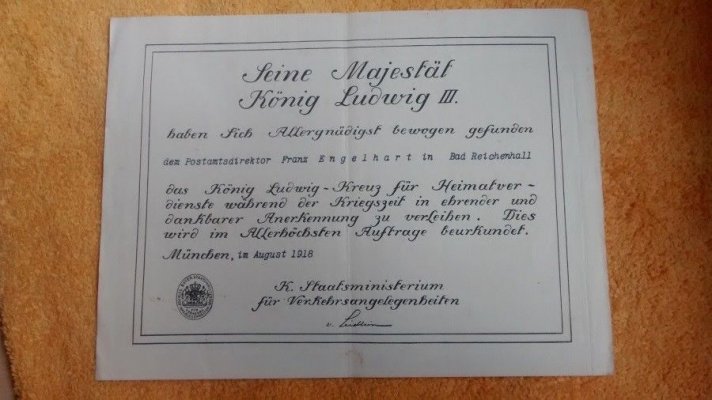 Seine Majestät
König Ludwig III.
haben Sich Allergnädigst bewogen gefunden
dem Postamtsdirektor Franz Engelhart in Bad Reichenhall
das König Ludwig-Kreuz für Heimatver-
dienste während der Kriegszeit in ehrender und
dankbarer Anerkennung zu verleihen. Dies
wird im Allerhöchsten Auftrage beurkundet.
München, im August 1918
K. Staatsministerium
für Verkehrsangelegenheiten
v.